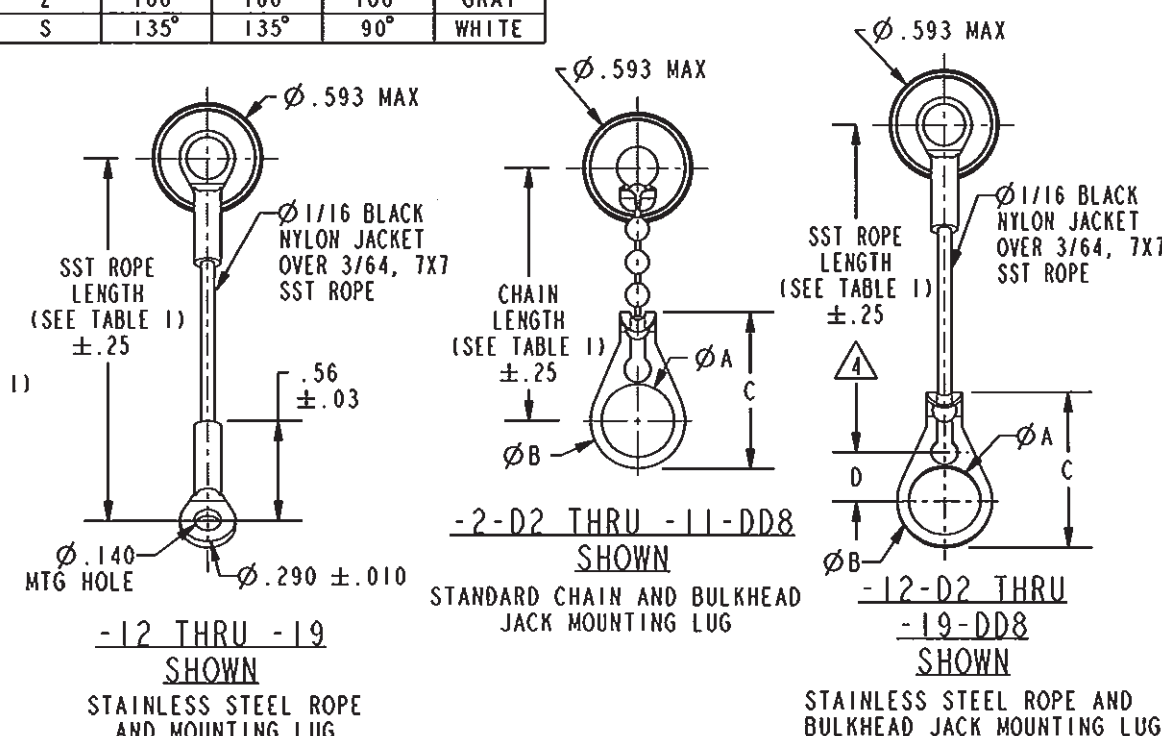 Z 100° 100° 100° GRAY
S 135° 135° 90° WHITE
Ø.593 MAX
SST ROPE
LENGTH
(SEE TABLE 1)
±.25
Ø1/16 BLACK
NYLON JACKET
OVER 3/64, 7X7
SST ROPE
.56
±.03
1)
Ø.140
MTG HOLE
Ø.290 ±.010
-12 THRU -19
SHOWN
STAINLESS STEEL ROPE
AND MOUNTING LUG
Ø.593 MAX
CHAIN
LENGTH
(SEE TABLE 1)
±.25
ØA
C
ØB
-2-D2 THRU -11-DD8
SHOWN
STANDARD CHAIN AND BULKHEAD
JACK MOUNTING LUG
Ø.593 MAX
SST ROPE
LENGTH
(SEE TABLE 1)
±.25
4
Ø1/16 BLACK
NYLON JACKET
OVER 3/64, 7X7
SST ROPE
ØA
C
D
ØB
-12-D2 THRU
-19-DD8
SHOWN
STAINLESS STEEL ROPE AND
BULKHEAD JACK MOUNTING LUG